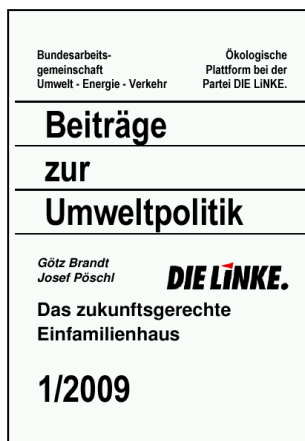 Bundesarbeits-
gemeinschaft
Umwelt - Energie - Verkehr
Ökologische
Plattform bei der
Partei DIE LiNKE.
Beiträge
zur
Umweltpolitik
Götz Brandt
Josef Pöschl
DIE LiNKE.
Das zukunftsgerechte
Einfamilienhaus
1/2009